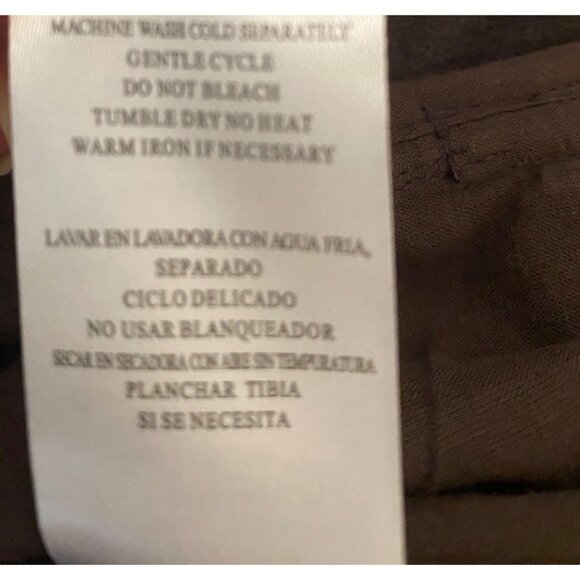 MACHINE WASH COLD SEPARATELY
GENTLE CYCLE
DO NOT BLEACH
TUMBLE DRY NO HEAT
WARM IRON IF NECESSARY
LAVAR EN LAVADORA CON AGUA FRIA,
SEPARADO
CICLO DELICADO
NO USAR BLANQUEADOR
SECAR EN SECADORA CON AIRE SIN TEMPURATURA
PLANCHAR TIBIA
SI SE NECESITA